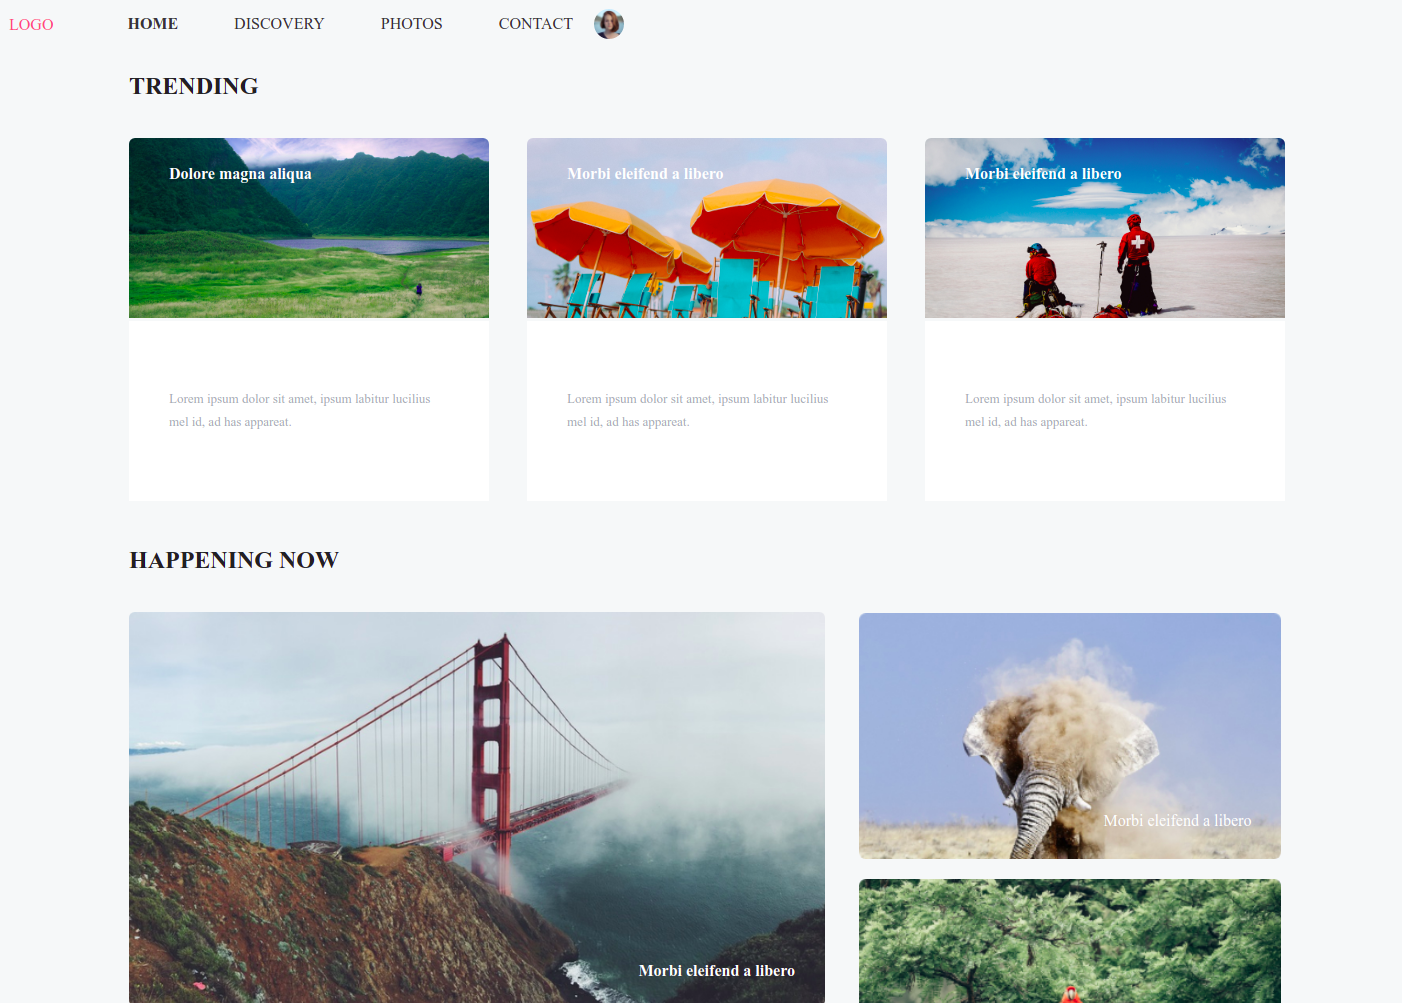 LOGO
HOME DISCOVERY PHOTOS CONTACT
TRENDING
Dolore magna aliqua
Lorem ipsum dolor sit amet, ipsum labitur lucilius
mel id, ad has appareat.
Morbi eleifend a libero
Lorem ipsum dolor sit amet, ipsum labitur lucilius
mel id, ad has appareat.
Morbi eleifend a libero
Lorem ipsum dolor sit amet, ipsum labitur lucilius
mel id, ad has appareat.
HAPPENING NOW
Morbi eleifend a libero
Morbi eleifend a libero